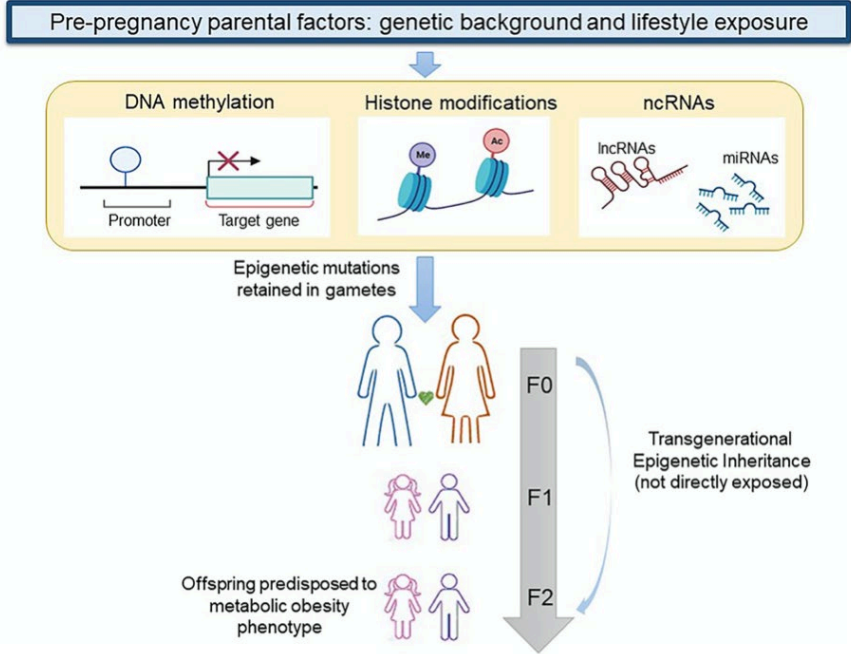 Pre-pregnancy parental factors: genetic background and lifestyle exposure
DNA methylation
Histone modifications
ncRNAs
Me
Ac
lncRNAs
miRNAs
Promoter
Target gene
Epigenetic mutations
retained in gametes
F0
Transgenerational
Epigenetic Inheritance
(not directly exposed)
F1
Offspring predisposed to
metabolic obesity
phenotype
F2